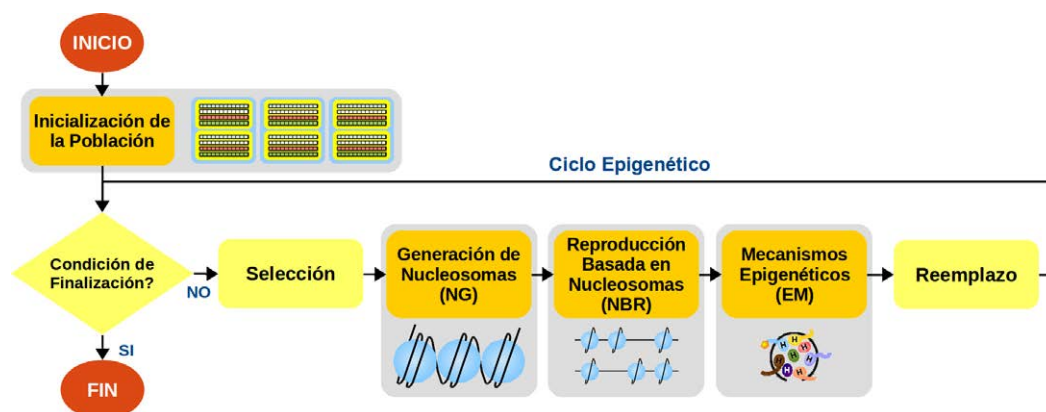 INICIO
Inicialización de
la Población
Ciclo Epigenético
Condición de
Finalización?
NO
Selección
Generación de
Nucleosomas
(NG)
Reproducción
Basada en
Nucleosomas
(NBR)
Mecanismos
Epigenéticos
(EM)
Reemplazo
H
H
H
H
H
H
H
SI
FIN